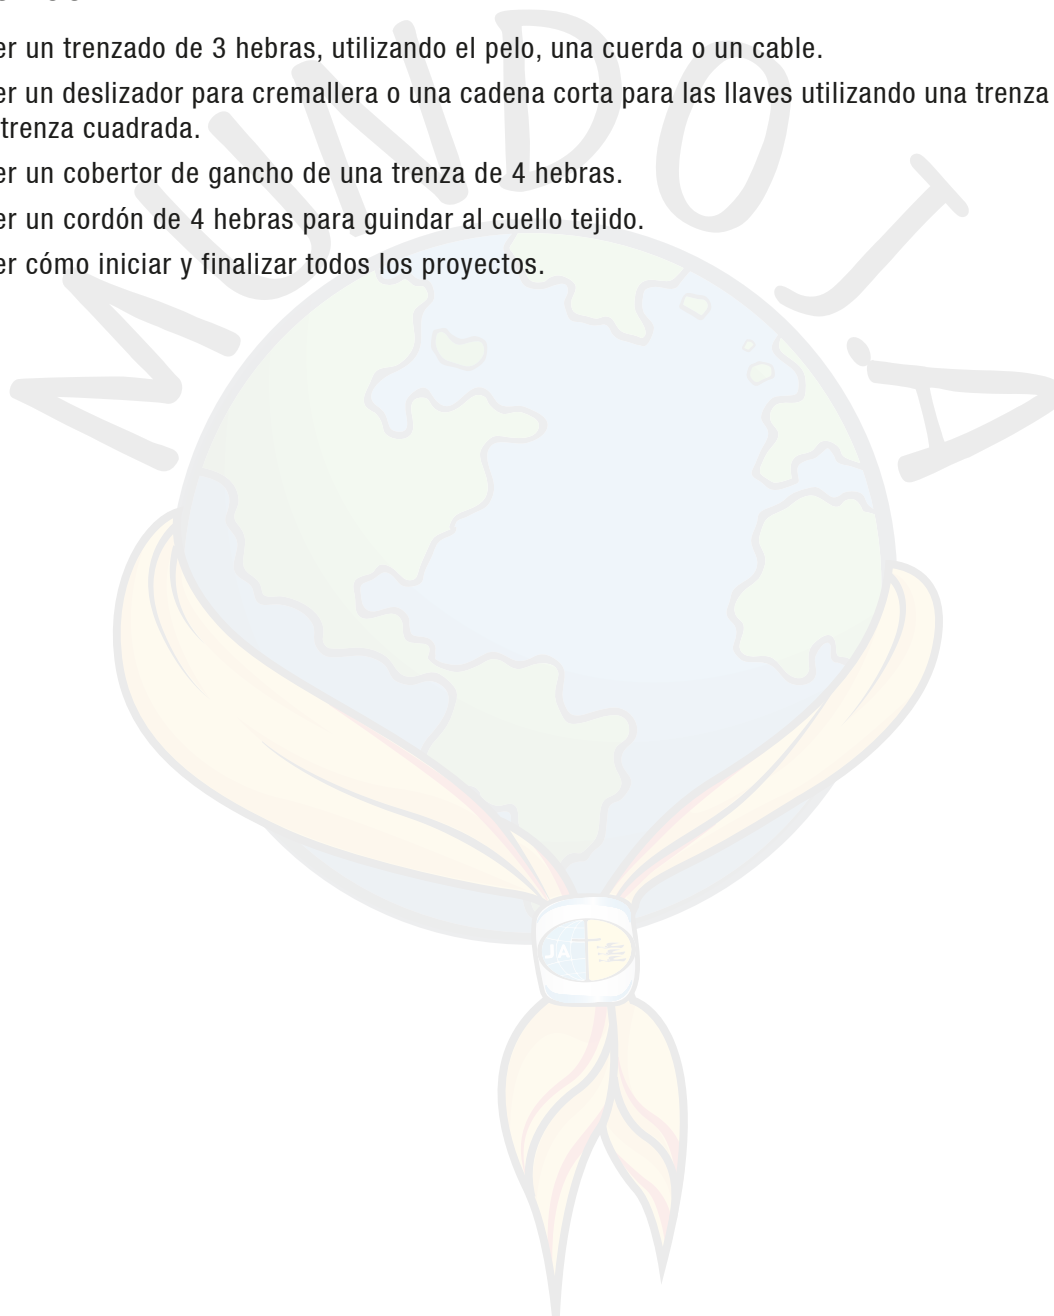 er un trenzado de 3 hebras, utilizando el pelo, una cuerda o un cable.
er un deslizador para cremallera o una cadena corta para las llaves utilizando una trenza
trenza cuadrada.
er un cobertor de gancho de una trenza de 4 hebras.
er un cordón de 4 hebras para guindar al cuello tejido.
er cómo iniciar y finalizar todos los proyectos.
MUNDO JA
JA